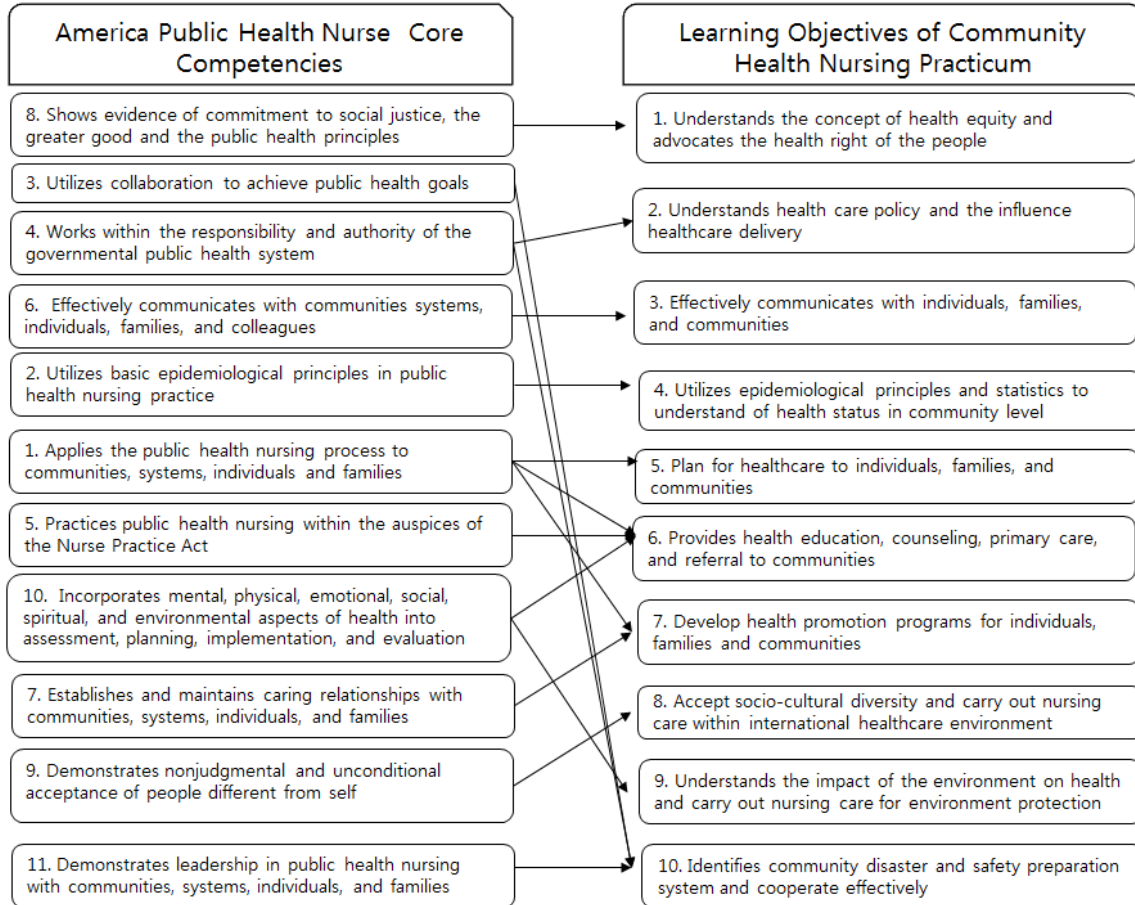 America Public Health Nurse Core
Competencies
8. Shows evidence of commitment to social justice, the
greater good and the public health principles
3. Utilizes collaboration to achieve public health goals
4. Works within the responsibility and authority of the
governmental public health system
6. Effectively communicates with communities systems,
individuals, families, and colleagues
2. Utilizes basic epidemiological principles in public
health nursing practice
1. Applies the public health nursing process to
communities, systems, individuals and families
5. Practices public health nursing within the auspices of
the Nurse Practice Act
10. Incorporates mental, physical, emotional, social,
spiritual, and environmental aspects of health into
assessment, planning, implementation, and evaluation
7. Establishes and maintains caring relationships with
communities, systems, individuals, and families
9. Demonstrates nonjudgmental and unconditional
acceptance of people different from self
11. Demonstrates leadership in public health nursing
with communities, systems, individuals, and families
Learning Objectives of Community
Health Nursing Practicum
1. Understands the concept of health equity and
advocates the health right of the people
2. Understands health care policy and the influence
healthcare delivery
3. Effectively communicates with individuals, families,
and communities
4. Utilizes epidemiological principles and statistics to
understand of health status in community level
5. Plan for healthcare to individuals, families, and
communities
6. Provides health education, counseling, primary care,
and referral to communities
7. Develop health promotion programs for individuals,
families and communities
8. Accept socio-cultural diversity and carry out nursing
care within international healthcare environment
9. Understands the impact of the environment on health
and carry out nursing care for environment protection
10. Identifies community disaster and safety preparation
system and cooperate effectively